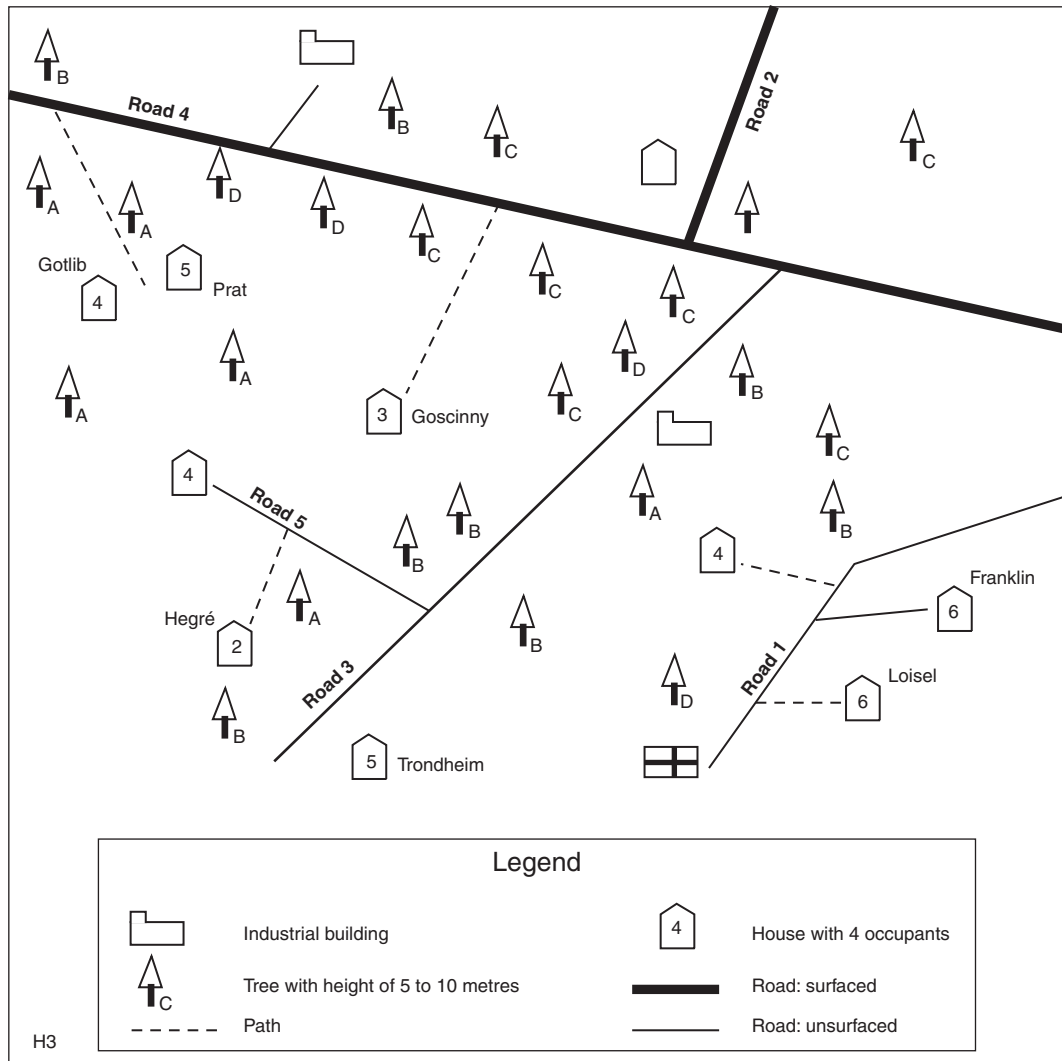 B
Road 4
B
C
Road 2
C
A
A
D
D
C
Gotlib
4
5
Prat
C
C
A
A
D
B
C
3
Goscinny
C
4
Road 5
B
B
A
B
4
Franklin
6
Hegré
2
A
B
Road 3
Road 1
D
Loisel
6
B
5
Trondheim
Legend
Industrial building
4
House with 4 occupants
C
Tree with height of 5 to 10 metres
Road: surfaced
Path
Road: unsurfaced
H3